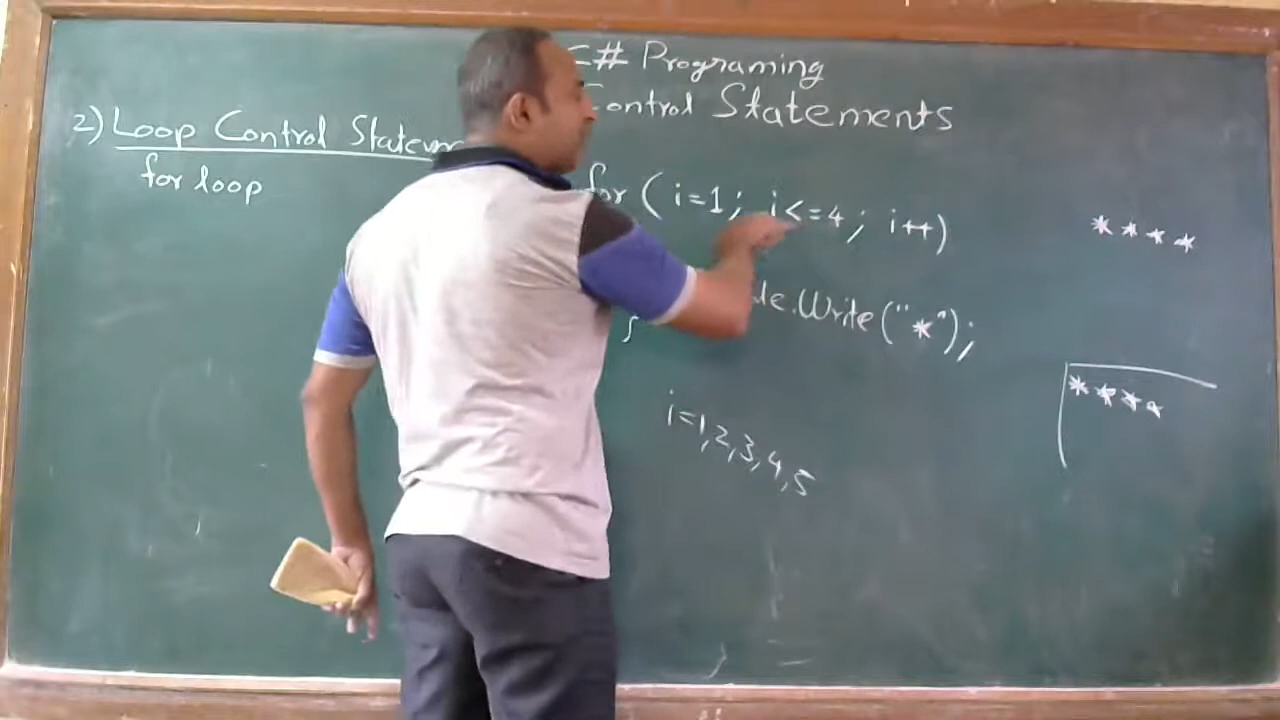 C# Programing
Control Statements
2) Loop Control Statem
for loop
for (i=1; i<=4; i++)
* * * *
le.Write("*");
* * * *
i=1,2,3,4,5